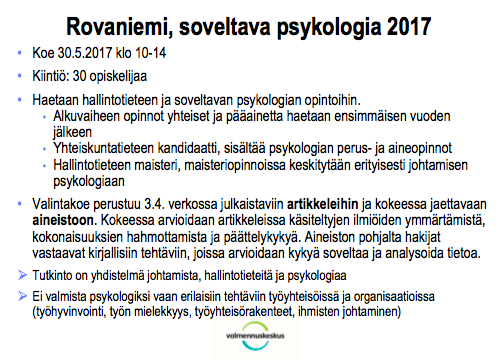 Rovaniemi, soveltava psykologia 2017
• Koe 30.5.2017 klo 10-14
• Kiintiö: 30 opiskelijaa
• Haetaan hallintotieteen ja soveltavan psykologian opintoihin.
• Alkuvaiheen opinnot yhteiset ja pääainetta haetaan ensimmäisen vuoden
jälkeen
• Yhteiskuntatieteen kandidaatti, sisältää psykologian perus- ja aineopinnot
• Hallintotieteen maisteri, maisteriopinnoissa keskitytään erityisesti johtamisen
psykologiaan
• Valintakoe perustuu 3.4. verkossa julkaistaviin artikkeleihin ja kokeessa jaettavaan
aineistoon. Kokeessa arvioidaan artikkeleissa käsiteltyjen ilmiöiden ymmärtämistä,
kokonaisuuksien hahmottamista ja päättelykykyä. Aineiston pohjalta hakijat
vastaavat kirjallisiin tehtäviin, joissa arvioidaan kykyä soveltaa ja analysoida tietoa.
➢ Tutkinto on yhdistelmä johtamista, hallintotieteitä ja psykologiaa
➢ Ei valmista psykologiksi vaan erilaisiin tehtäviin työyhteisöissä ja organisaatioissa
(työhyvinvointi, työn mielekkyys, työyhteisörakenteet, ihmisten johtaminen)
valmennuskeskus